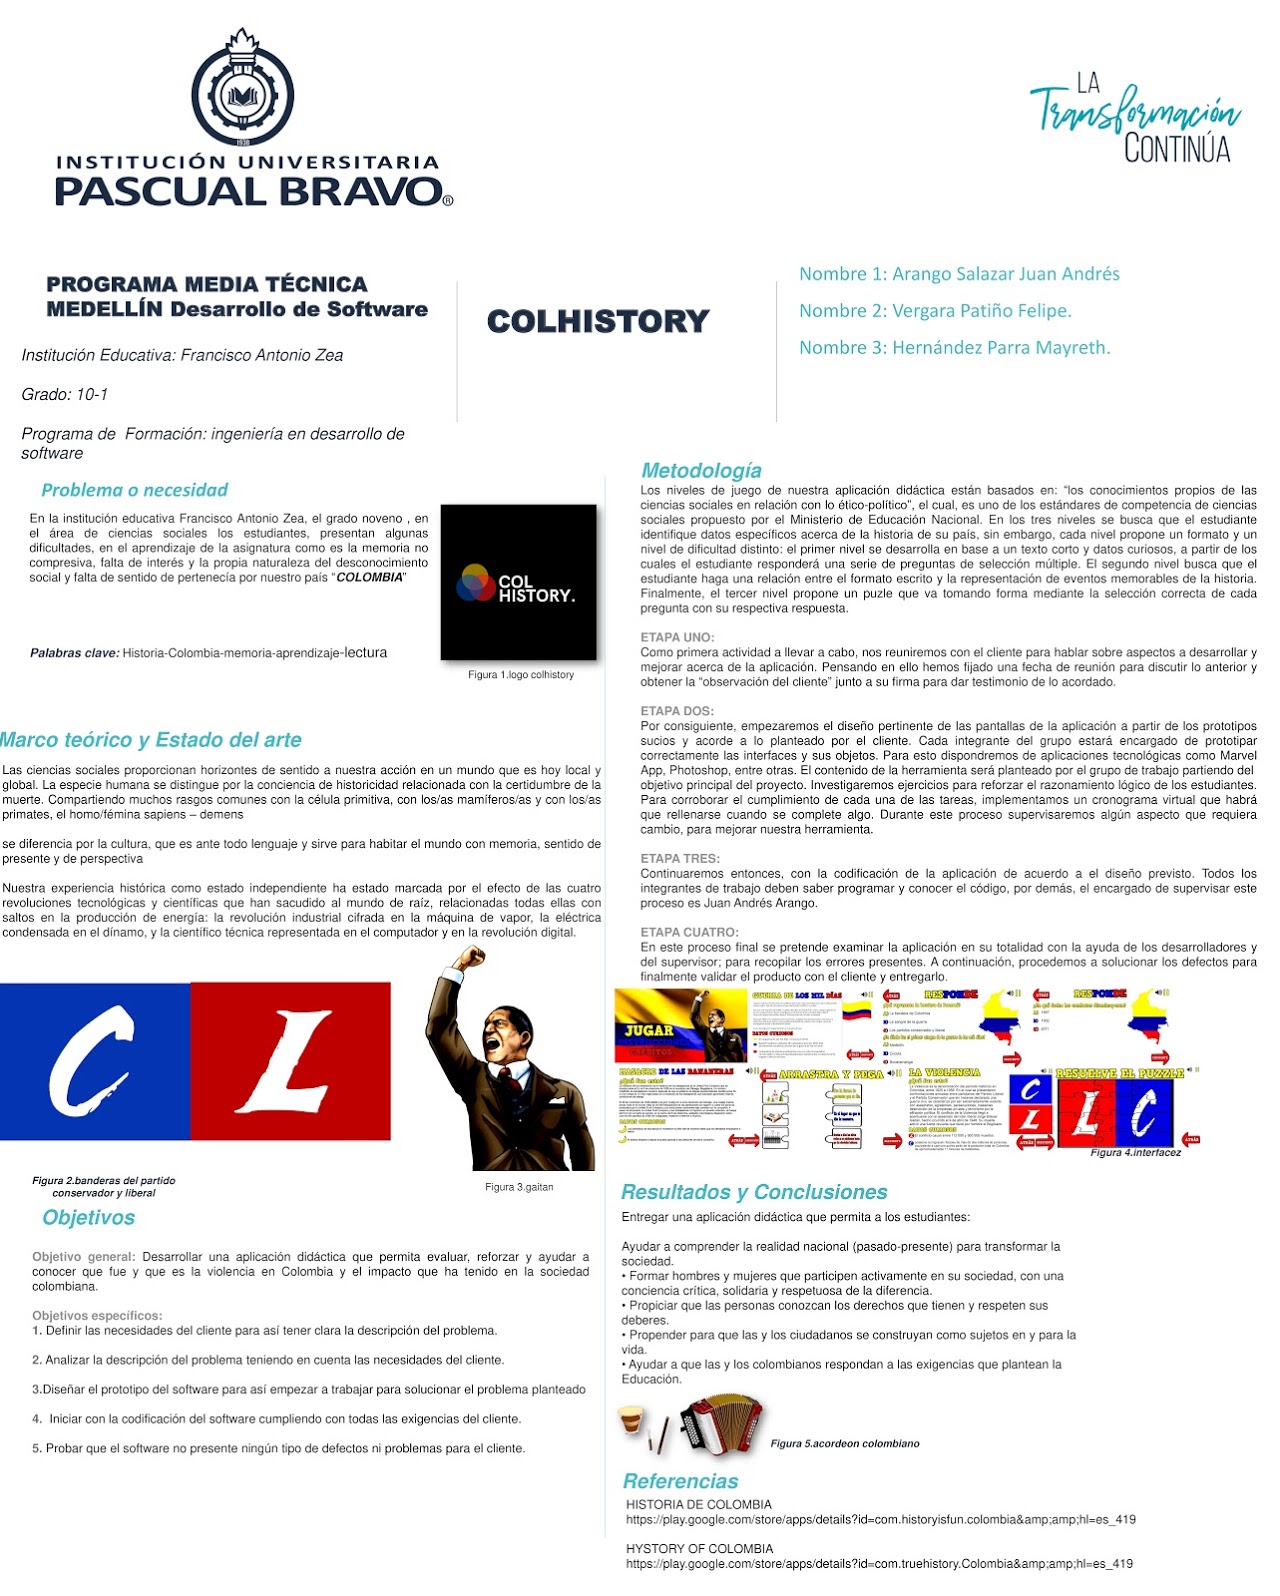 1938
INSTITUCIÓN UNIVERSITARIA
PASCUAL BRAVO®
LA
Transformación
CONTINÚA
PROGRAMA MEDIA TÉCNICA
MEDELLÍN Desarrollo de Software
Institución Educativa: Francisco Antonio Zea
Grado: 10-1
Programa de  Formación: ingeniería en desarrollo de
software
COLHISTORY
Nombre 1: Arango Salazar Juan Andrés
Nombre 2: Vergara Patiño Felipe.
Nombre 3: Hernández Parra Mayreth.
Problema o necesidad
En la institución educativa Francisco Antonio Zea, el grado noveno , en
el área de ciencias sociales los estudiantes, presentan algunas
dificultades, en el aprendizaje de la asignatura como es la memoria no
compresiva, falta de interés y la propia naturaleza del desconocimiento
social y falta de sentido de pertenecía por nuestro país “COLOMBIA”
Palabras clave: Historia-Colombia-memoria-aprendizaje-lectura
COL
HISTORY.
Figura 1.logo colhistory
Marco teórico y Estado del arte
Las ciencias sociales proporcionan horizontes de sentido a nuestra acción en un mundo que es hoy local y
global. La especie humana se distingue por la conciencia de historicidad relacionada con la certidumbre de la
muerte. Compartiendo muchos rasgos comunes con la célula primitiva, con los/as mamíferos/as y con los/as
primates, el homo/fémina sapiens – demens
se diferencia por la cultura, que es ante todo lenguaje y sirve para habitar el mundo con memoria, sentido de
presente y de perspectiva
Nuestra experiencia histórica como estado independiente ha estado marcada por el efecto de las cuatro
revoluciones tecnológicas y científicas que han sacudido al mundo de raíz, relacionadas todas ellas con
saltos en la producción de energía: la revolución industrial cifrada en la máquina de vapor, la eléctrica
condensada en el dínamo, y la científico técnica representada en el computador y en la revolución digital.
C L
Figura 2.banderas del partido
conservador y liberal
Figura 3.gaitan
Objetivos
Objetivo general: Desarrollar una aplicación didáctica que permita evaluar, reforzar y ayudar a
conocer que fue y que es la violencia en Colombia y el impacto que ha tenido en la sociedad
colombiana.
Objetivos específicos:
1. Definir las necesidades del cliente para así tener clara la descripción del problema.
2. Analizar la descripción del problema teniendo en cuenta las necesidades del cliente.
3.Diseñar el prototipo del software para así empezar a trabajar para solucionar el problema planteado
4.  Iniciar con la codificación del software cumpliendo con todas las exigencias del cliente.
5. Probar que el software no presente ningún tipo de defectos ni problemas para el cliente.
Metodología
Los niveles de juego de nuestra aplicación didáctica están basados en: “los conocimientos propios de las
ciencias sociales en relación con lo ético-político”, el cual, es uno de los estándares de competencia de ciencias
sociales propuesto por el Ministerio de Educación Nacional. En los tres niveles se busca que el estudiante
identifique datos específicos acerca de la historia de su país, sin embargo, cada nivel propone un formato y un
nivel de dificultad distinto: el primer nivel se desarrolla en base a un texto corto y datos curiosos, a partir de los
cuales el estudiante responderá una serie de preguntas de selección múltiple. El segundo nivel busca que el
estudiante haga una relación entre el formato escrito y la representación de eventos memorables de la historia.
Finalmente, el tercer nivel propone un puzle que va tomando forma mediante la selección correcta de cada
pregunta con su respectiva respuesta.
ETAPA UNO:
Como primera actividad a llevar a cabo, nos reuniremos con el cliente para hablar sobre aspectos a desarrollar y
mejorar acerca de la aplicación. Pensando en ello hemos fijado una fecha de reunión para discutir lo anterior y
obtener la “observación del cliente” junto a su firma para dar testimonio de lo acordado.
ETAPA DOS:
Por consiguiente, empezaremos el diseño pertinente de las pantallas de la aplicación a partir de los prototipos
sucios y acorde a lo planteado por el cliente. Cada integrante del grupo estará encargado de prototipar
correctamente las interfaces y sus objetos. Para esto dispondremos de aplicaciones tecnológicas como Marvel
App, Photoshop, entre otras. El contenido de la herramienta será planteado por el grupo de trabajo partiendo del
objetivo principal del proyecto. Investigaremos ejercicios para reforzar el razonamiento lógico de los estudiantes.
Para corroborar el cumplimiento de cada una de las tareas, implementamos un cronograma virtual que habrá
que rellenarse cuando se complete algo. Durante este proceso supervisaremos algún aspecto que requiera
cambio, para mejorar nuestra herramienta.
ETAPA TRES:
Continuaremos entonces, con la codificación de la aplicación de acuerdo a el diseño previsto. Todos los
integrantes de trabajo deben saber programar y conocer el código, por demás, el encargado de supervisar este
proceso es Juan Andrés Arango.
ETAPA CUATRO:
En este proceso final se pretende examinar la aplicación en su totalidad con la ayuda de los desarrolladores y
del supervisor; para recopilar los errores presentes. A continuación, procedemos a solucionar los defectos para
finalmente validar el producto con el cliente y entregarlo.
JUGAR
GUERRA DE LOS MIL DÍAS
DATOS CURIOSOS
RESPONDE
RESPONDE
MASACRE DE LAS BANANERAS
ARRASTRA Y PEGA
LA VIOLENCIA
C
L
RESUELVE EL PUZZLE
L C
Figura 4.interfacez
Resultados y Conclusiones
Entregar una aplicación didáctica que permita a los estudiantes:
Ayudar a comprender la realidad nacional (pasado-presente) para transformar la
sociedad.
• Formar hombres y mujeres que participen activamente en su sociedad, con una
conciencia crítica, solidaria y respetuosa de la diferencia.
• Propiciar que las personas conozcan los derechos que tienen y respeten sus
deberes.
• Propender para que las y los ciudadanos se construyan como sujetos en y para la
vida.
• Ayudar a que las y los colombianos respondan a las exigencias que plantean la
Educación.
Figura 5.acordeon colombiano
Referencias
HISTORIA DE COLOMBIA
https://play.google.com/store/apps/details?id=com.historyisfun.colombia&amp;amp;hl=es_419
HYSTORY OF COLOMBIA
https://play.google.com/store/apps/details?id=com.truehistory.Colombia&amp;amp;hl=es_419